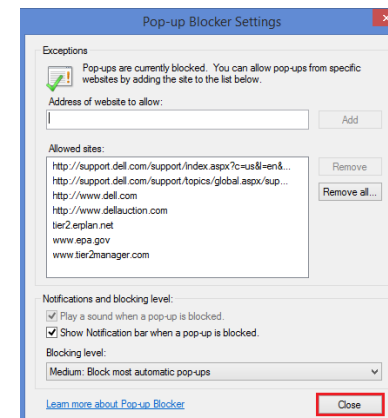 Pop-up Blocker Settings
Exceptions
Pop-ups are currently blocked. You can allow pop-ups from specific
websites by adding the site to the list below.
Address of website to allow:
Add
Allowed sites:
http://support.dell.com/support/index.aspx?c=us&l=en&...
Remove
http://support.dell.com/support/topics/global.aspx/sup...
Remove all...
http://www.dell.com
http://www.dellauction.com
tier2.erplan.net
www.epa.gov
www.tier2manager.com
Notifications and blocking level:
Play a sound when a pop-up is blocked.
Show Notification bar when a pop-up is blocked.
Blocking level:
Medium: Block most automatic pop-ups
Learn more about Pop-up Blocker
Close